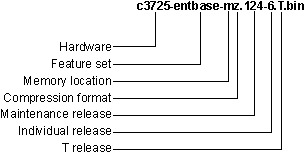 c3725-entbase-mz.124-6.T.bin
Hardware
Feature set
Memory location
Compression format
Maintenance release
Individual release
T release